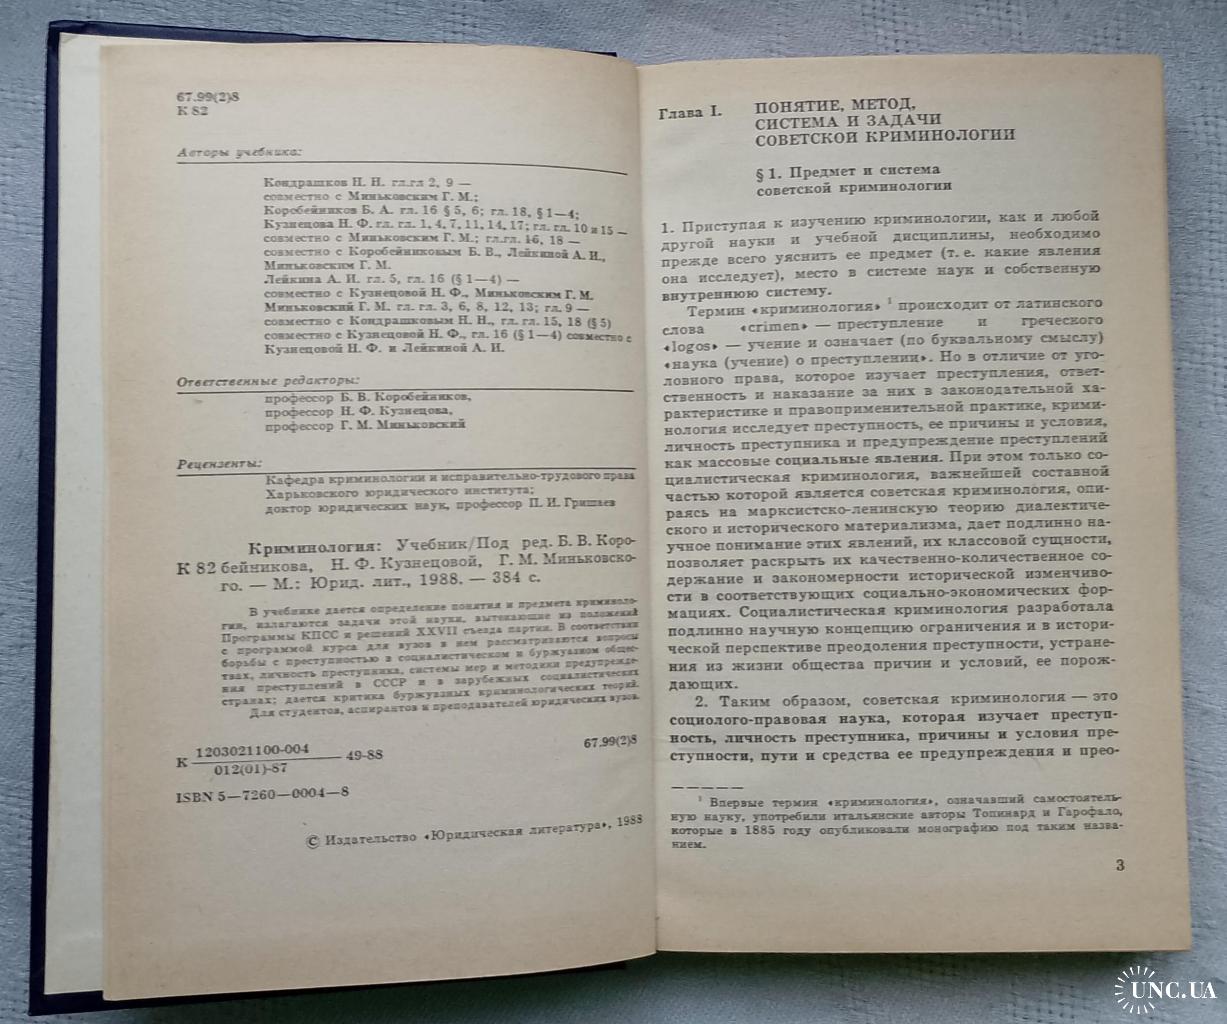 67.99(2)8
К 82
Авторы учебника:
Кондрашков Н. Н. гл.гл 2, 9 —
совместно с Миньковским Г. М.;
Коробейников Б. А. гл. 16 § 5, 6; гл. 18, § 1—4;
Кузнецова Н. Ф. гл. гл. 1, 4, 7, 11, 14, 17; гл. гл. 10 и 15 —
совместно с Миньковским Г. М.; гл.гл. 16, 18 —
совместно с Коробейниковым Б. В., Лейкиной А. И.,
Миньковским Г. М.
Лейкина А. И. гл. 5, гл. 16 (§ 1—4) —
совместно с Кузнецовой Н. Ф., Миньковским Г. М.
Миньковский Г. М. гл. гл. 3, 6, 8, 12, 13; гл. 9 —
совместно с Кондрашковым Н. Н., гл. гл. 15, 18 (§ 5)
совместно с Кузнецовой Н. Ф., гл. 16 (§ 1—4) совместно с
Кузнецовой Н. Ф. и Лейкиной А. И.
Ответственные редакторы:
профессор Б. В. Коробейников,
профессор Н. Ф. Кузнецова,
профессор Г. М. Миньковский
Рецензенты:
Кафедра криминологии и исправительно-трудового права
Харьковского юридического института;
доктор юридических наук, профессор П. И. Гришаев
Криминология: Учебник/Под ред. Б. В. Коро-
К 82 бейникова, Н. Ф. Кузнецовой, Г. М. Миньковско-
го. — М.: Юрид. лит., 1988. — 384 с.
В учебнике дается определение понятия и предмета криминоло-
гии, излагаются задачи этой науки, вытекающие из положений
Программы КПСС и решений XXVII съезда партии. В соответствии
с программой курса для вузов в нем рассматриваются вопросы
борьбы с преступностью в социалистическом и буржуазном общес-
твах, личность преступника, системы мер и методики предупрежде-
ния преступлений в СССР и в зарубежных социалистических
странах; дается критика буржуазных криминологических теорий.
Для студентов, аспирантов и преподавателей юридических вузов.
К 1203021100-004 49-88
012(01)-87
67.99(2)8
ISBN 5—7260—0004—8
© Издательство «Юридическая литература», 1988
Глава I. ПОНЯТИЕ, МЕТОД,
СИСТЕМА И ЗАДАЧИ
СОВЕТСКОЙ КРИМИНОЛОГИИ
§ 1. Предмет и система
советской криминологии
1. Приступая к изучению криминологии, как и любой
другой науки и учебной дисциплины, необходимо
прежде всего уяснить ее предмет (т. е. какие явления
она исследует), место в системе наук и собственную
внутреннюю систему.
Термин «криминология» ¹ происходит от латинского
слова «crimen» — преступление и греческого
«logos» — учение и означает (по буквальному смыслу)
«наука (учение) о преступлении». Но в отличие от уго-
ловного права, которое изучает преступления, ответ-
ственность и наказание за них в законодательной ха-
рактеристике и правоприменительной практике, крими-
нология исследует преступность, ее причины и условия,
личность преступника и предупреждение преступлений
как массовые социальные явления. При этом только со-
циалистическая криминология, важнейшей составной
частью которой является советская криминология, опи-
раясь на марксистско-ленинскую теорию диалектиче-
ского и исторического материализма, дает подлинно на-
учное понимание этих явлений, их классовой сущности,
позволяет раскрыть их качественно-количественное со-
держание и закономерности исторической изменчиво-
сти в соответствующих социально-экономических фор-
мациях. Социалистическая криминология разработала
подлинно научную концепцию ограничения и в истори-
ческой перспективе преодоления преступности, устране-
ния из жизни общества причин и условий, ее порож-
дающих.
2. Таким образом, советская криминология — это
социолого-правовая наука, которая изучает преступ-
ность, личность преступника, причины и условия пре-
ступности, пути и средства ее предупреждения и прео-
¹ Впервые термин «криминология», означавший самостоятель-
ную науку, употребили итальянские авторы Топинард и Гарофало,
которые в 1885 году опубликовали монографию под таким назва-
нием.
3
UNC.UA